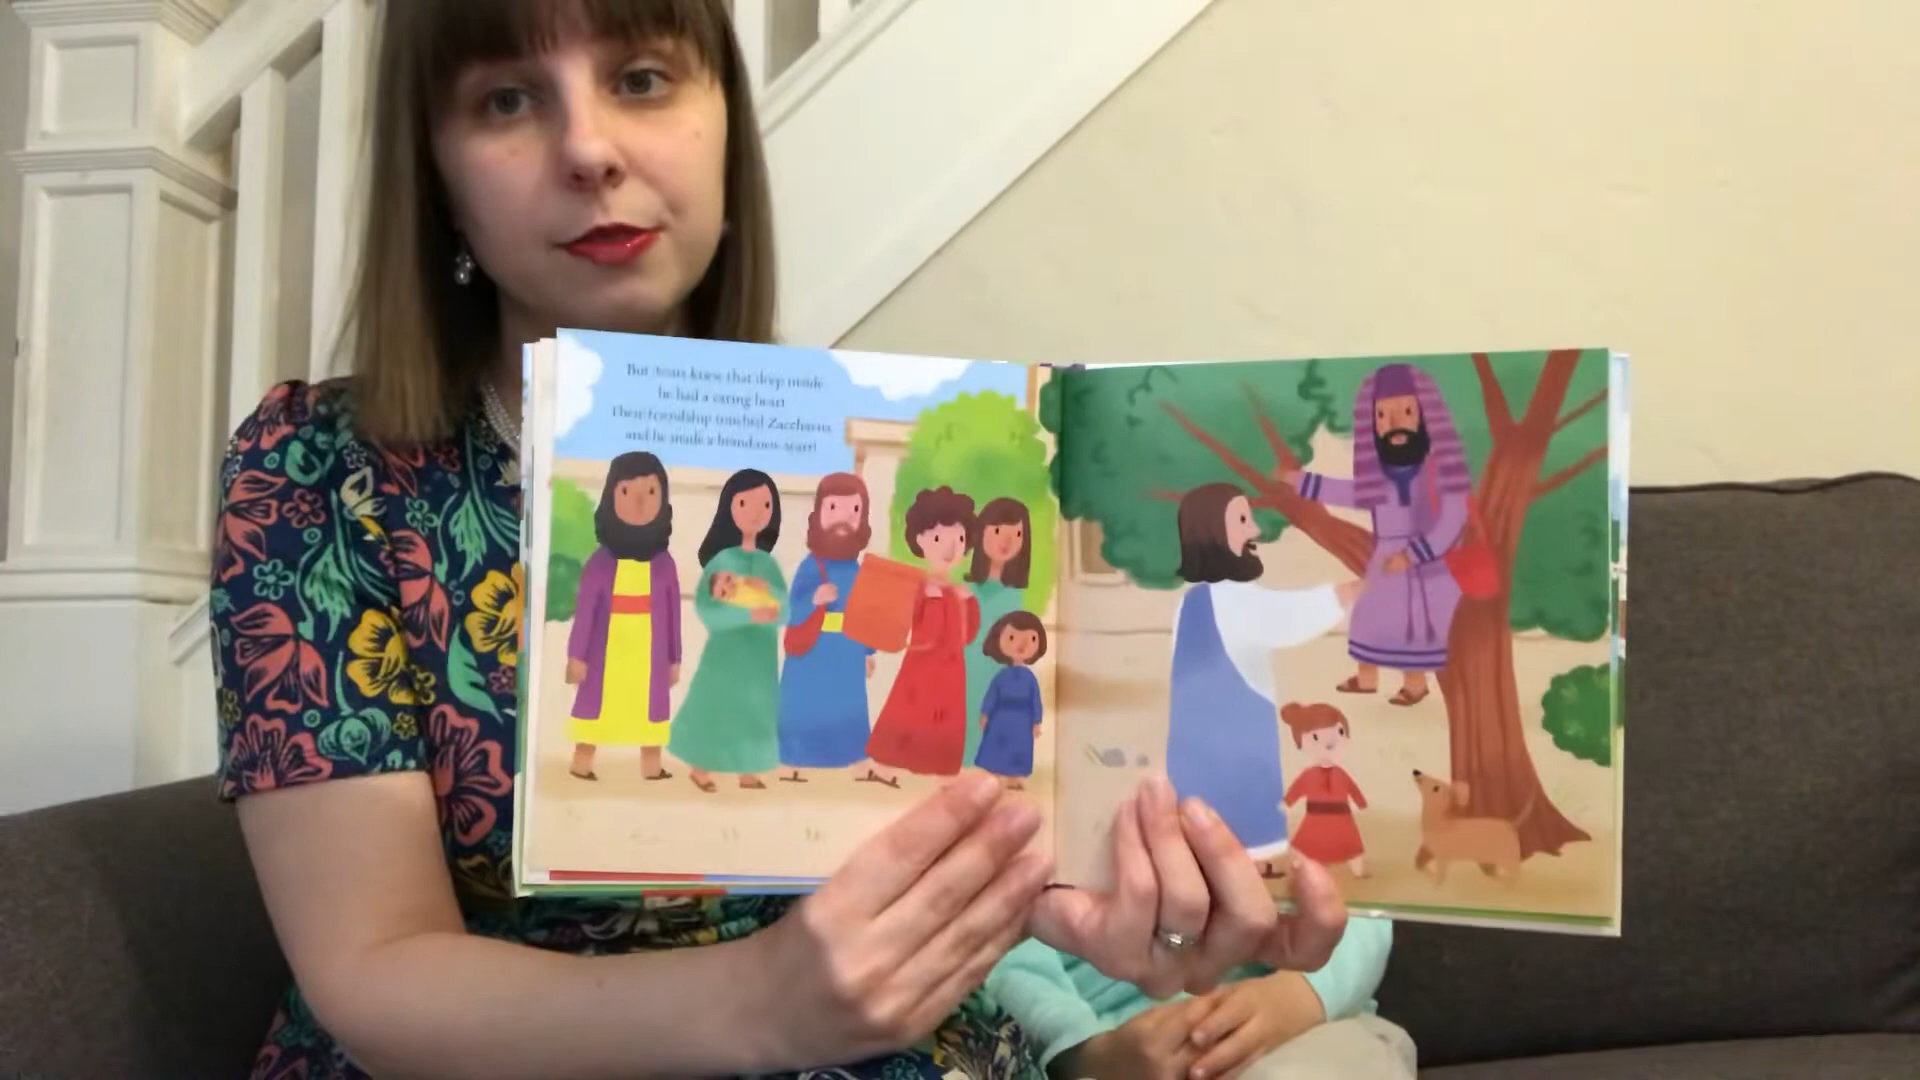 But Jesus knew that deep inside
he had a caring heart
Their friendship touched Zacchaeus
and he made a brand-new start!